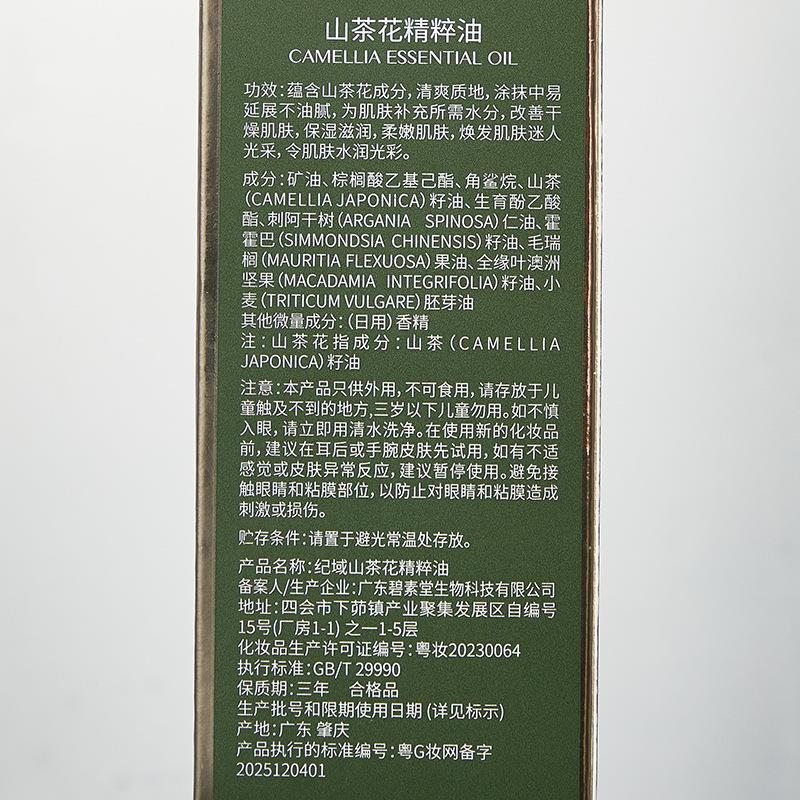 山茶花精粹油
CAMELLIA ESSENTIAL OIL
功效：蕴含山茶花成分，清爽质地，涂抹中易
延展不油腻，为肌肤补充所需水分，改善干
燥肌肤，保湿滋润，柔嫩肌肤，焕发肌肤迷人
光采，令肌肤水润光彩。
成分：矿油、棕榈酸乙基己酯、角鲨烷、山茶
（CAMELLIA JAPONICA）籽油、生育酚乙酸
酯、刺阿干树（ARGANIA SPINOSA）仁油、霍
霍巴（SIMMONDSIA CHINENSIS）籽油、毛瑞
榈（MAURITIA FLEXUOSA）果油、全缘叶澳洲
坚果（MACADAMIA INTEGRIFOLIA）籽油、小
麦（TRITICUM VULGARE）胚芽油
其他微量成分：（日用）香精
注：山茶花指成分：山茶（CAMELLIA
JAPONICA）籽油
注意：本产品只供外用，不可食用，请存放于儿
童触及不到的地方,三岁以下儿童勿用。如不慎
入眼，请立即用清水洗净。在使用新的化妆品
前，建议在耳后或手腕皮肤先试用，如有不适
感觉或皮肤异常反应，建议暂停使用。避免接
触眼睛和粘膜部位，以防止对眼睛和粘膜造成
刺激或损伤。
贮存条件：请置于避光常温处存放。
产品名称：纪域山茶花精粹油
备案人/生产企业：广东碧素堂生物科技有限公司
地址：四会市下茆镇产业聚集发展区自编号
15号(厂房1-1) 之一1-5层
化妆品生产许可证编号：粤妆20230064
执行标准：GB/T 29990
保质期：三年 合格品
生产批号和限期使用日期 (详见标示)
产地：广东 肇庆
产品执行的标准编号：粤G妆网备字
2025120401